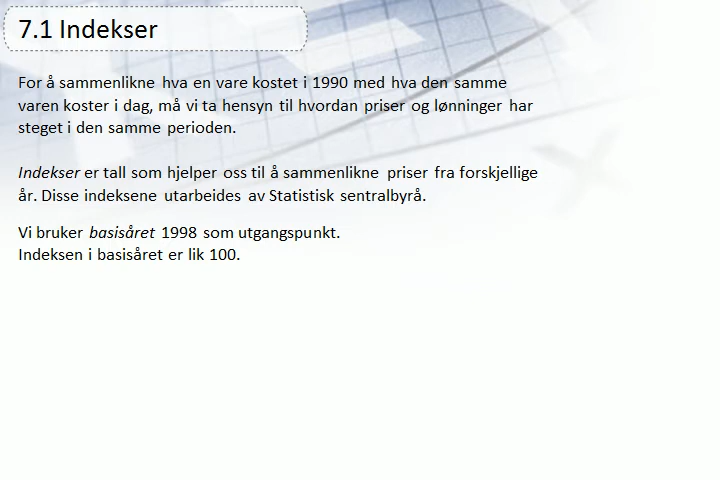 7.1 Indekser
For å sammenlikne hva en vare kostet i 1990 med hva den samme
varen koster i dag, må vi ta hensyn til hvordan priser og lønninger har
steget i den samme perioden.
Indekser er tall som hjelper oss til å sammenlikne priser fra forskjellige
år. Disse indeksene utarbeides av Statistisk sentralbyrå.
Vi bruker basisåret 1998 som utgangspunkt.
Indeksen i basisåret er lik 100.